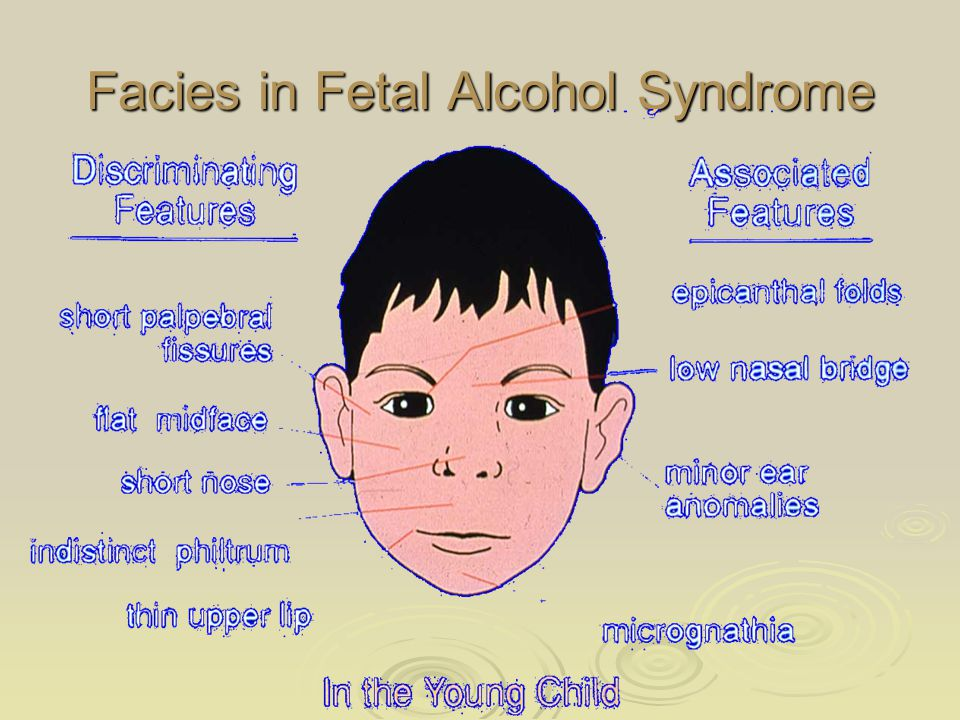 Facies in Fetal Alcohol Syndrome
Discriminating
Features
short palpebral
fissures
flat midface
short nose
indistinct philtrum
thin upper lip
Associated
Features
epicanthal folds
low nasal bridge
minor ear
anomalies
micrognathia
In the Young Child